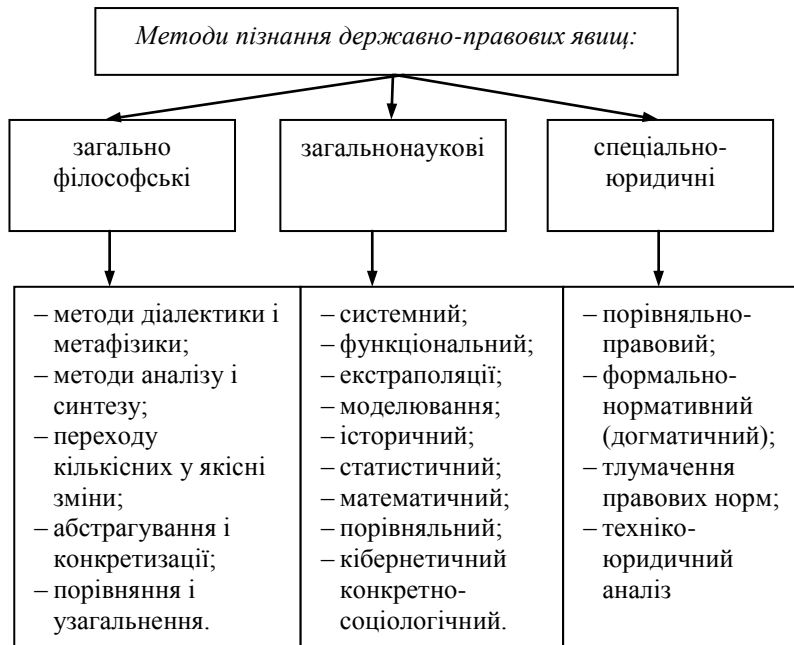 Методи пізнання державно-правових явищ:
загально
філософські
загальнонаукові
спеціально-
юридичні
– методи діалектики і
метафізики;
– методи аналізу і
синтезу;
– переходу
кількісних у якісні
зміни;
– абстрагування і
конкретизації;
– порівняння і
узагальнення.
– системний;
– функціональний;
– екстраполяції;
– моделювання;
– історичний;
– статистичний;
– математичний;
– порівняльний;
– кібернетичний
конкретно-
соціологічний.
– порівняльно-
правовий;
– формально-
нормативний
(догматичний);
– тлумачення
правових норм;
– техніко-
юридичний
аналіз